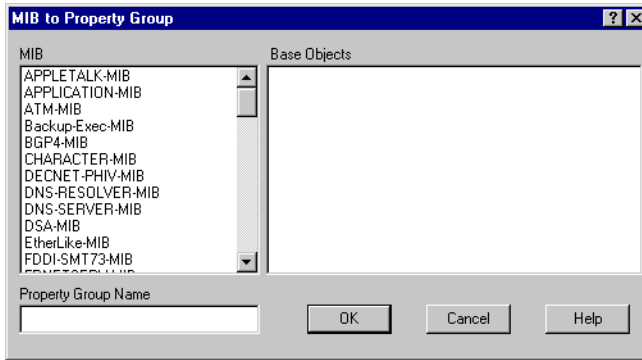 MIB to Property Group
MIB
Base Objects
APPLETALK-MIB
APPLICATION-MIB
ATM-MIB
Backup-Exec-MIB
BGP4-MIB
CHARACTER-MIB
DECNET-PHIV-MIB
DNS-RESOLVER-MIB
DNS-SERVER-MIB
DSA-MIB
EtherLike-MIB
FDDI-SMT73-MIB
Property Group Name
OK
Cancel
Help